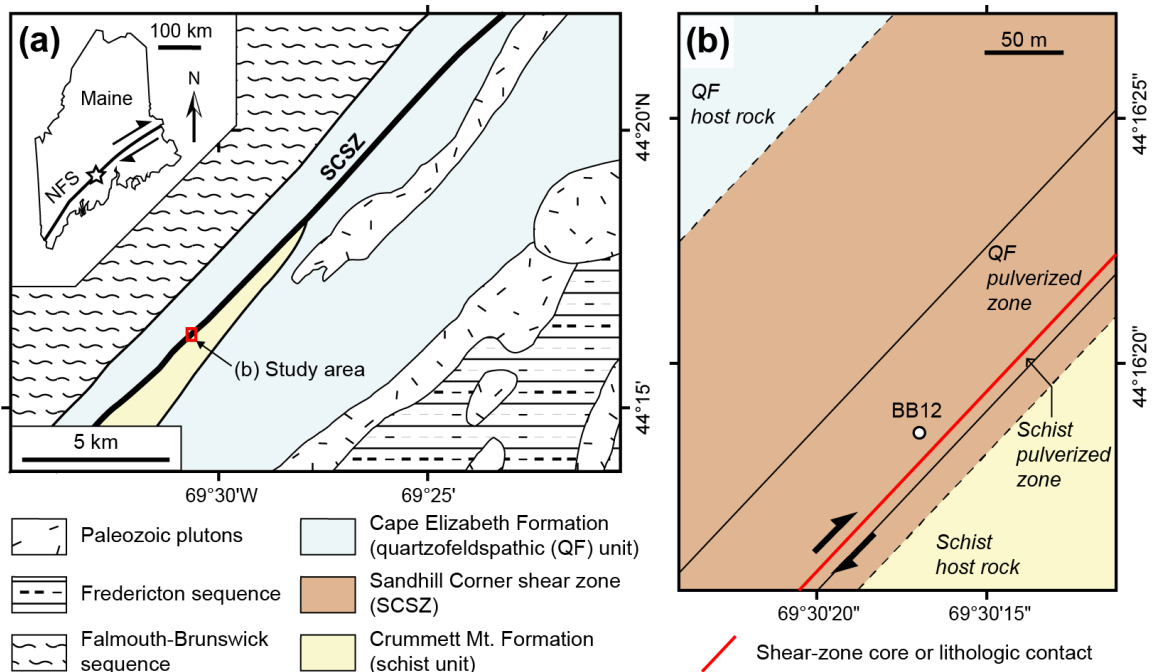 (a)
100 km
Maine
N
NFS
SCSZ
(b) Study area
5 km
44°20'N
44°15'
69°30'W
69°25'
Paleozoic plutons
Fredericton sequence
Falmouth-Brunswick
sequence
Cape Elizabeth Formation
(quartzofeldspathic (QF) unit)
Sandhill Corner shear zone
(SCSZ)
Crummett Mt. Formation
(schist unit)
(b)
50 m
QF
host rock
QF
pulverized
zone
BB12
Schist
pulverized
zone
Schist
host rock
44°16'25"
44°16'20"
69°30'20"
69°30'15"
Shear-zone core or lithologic contact